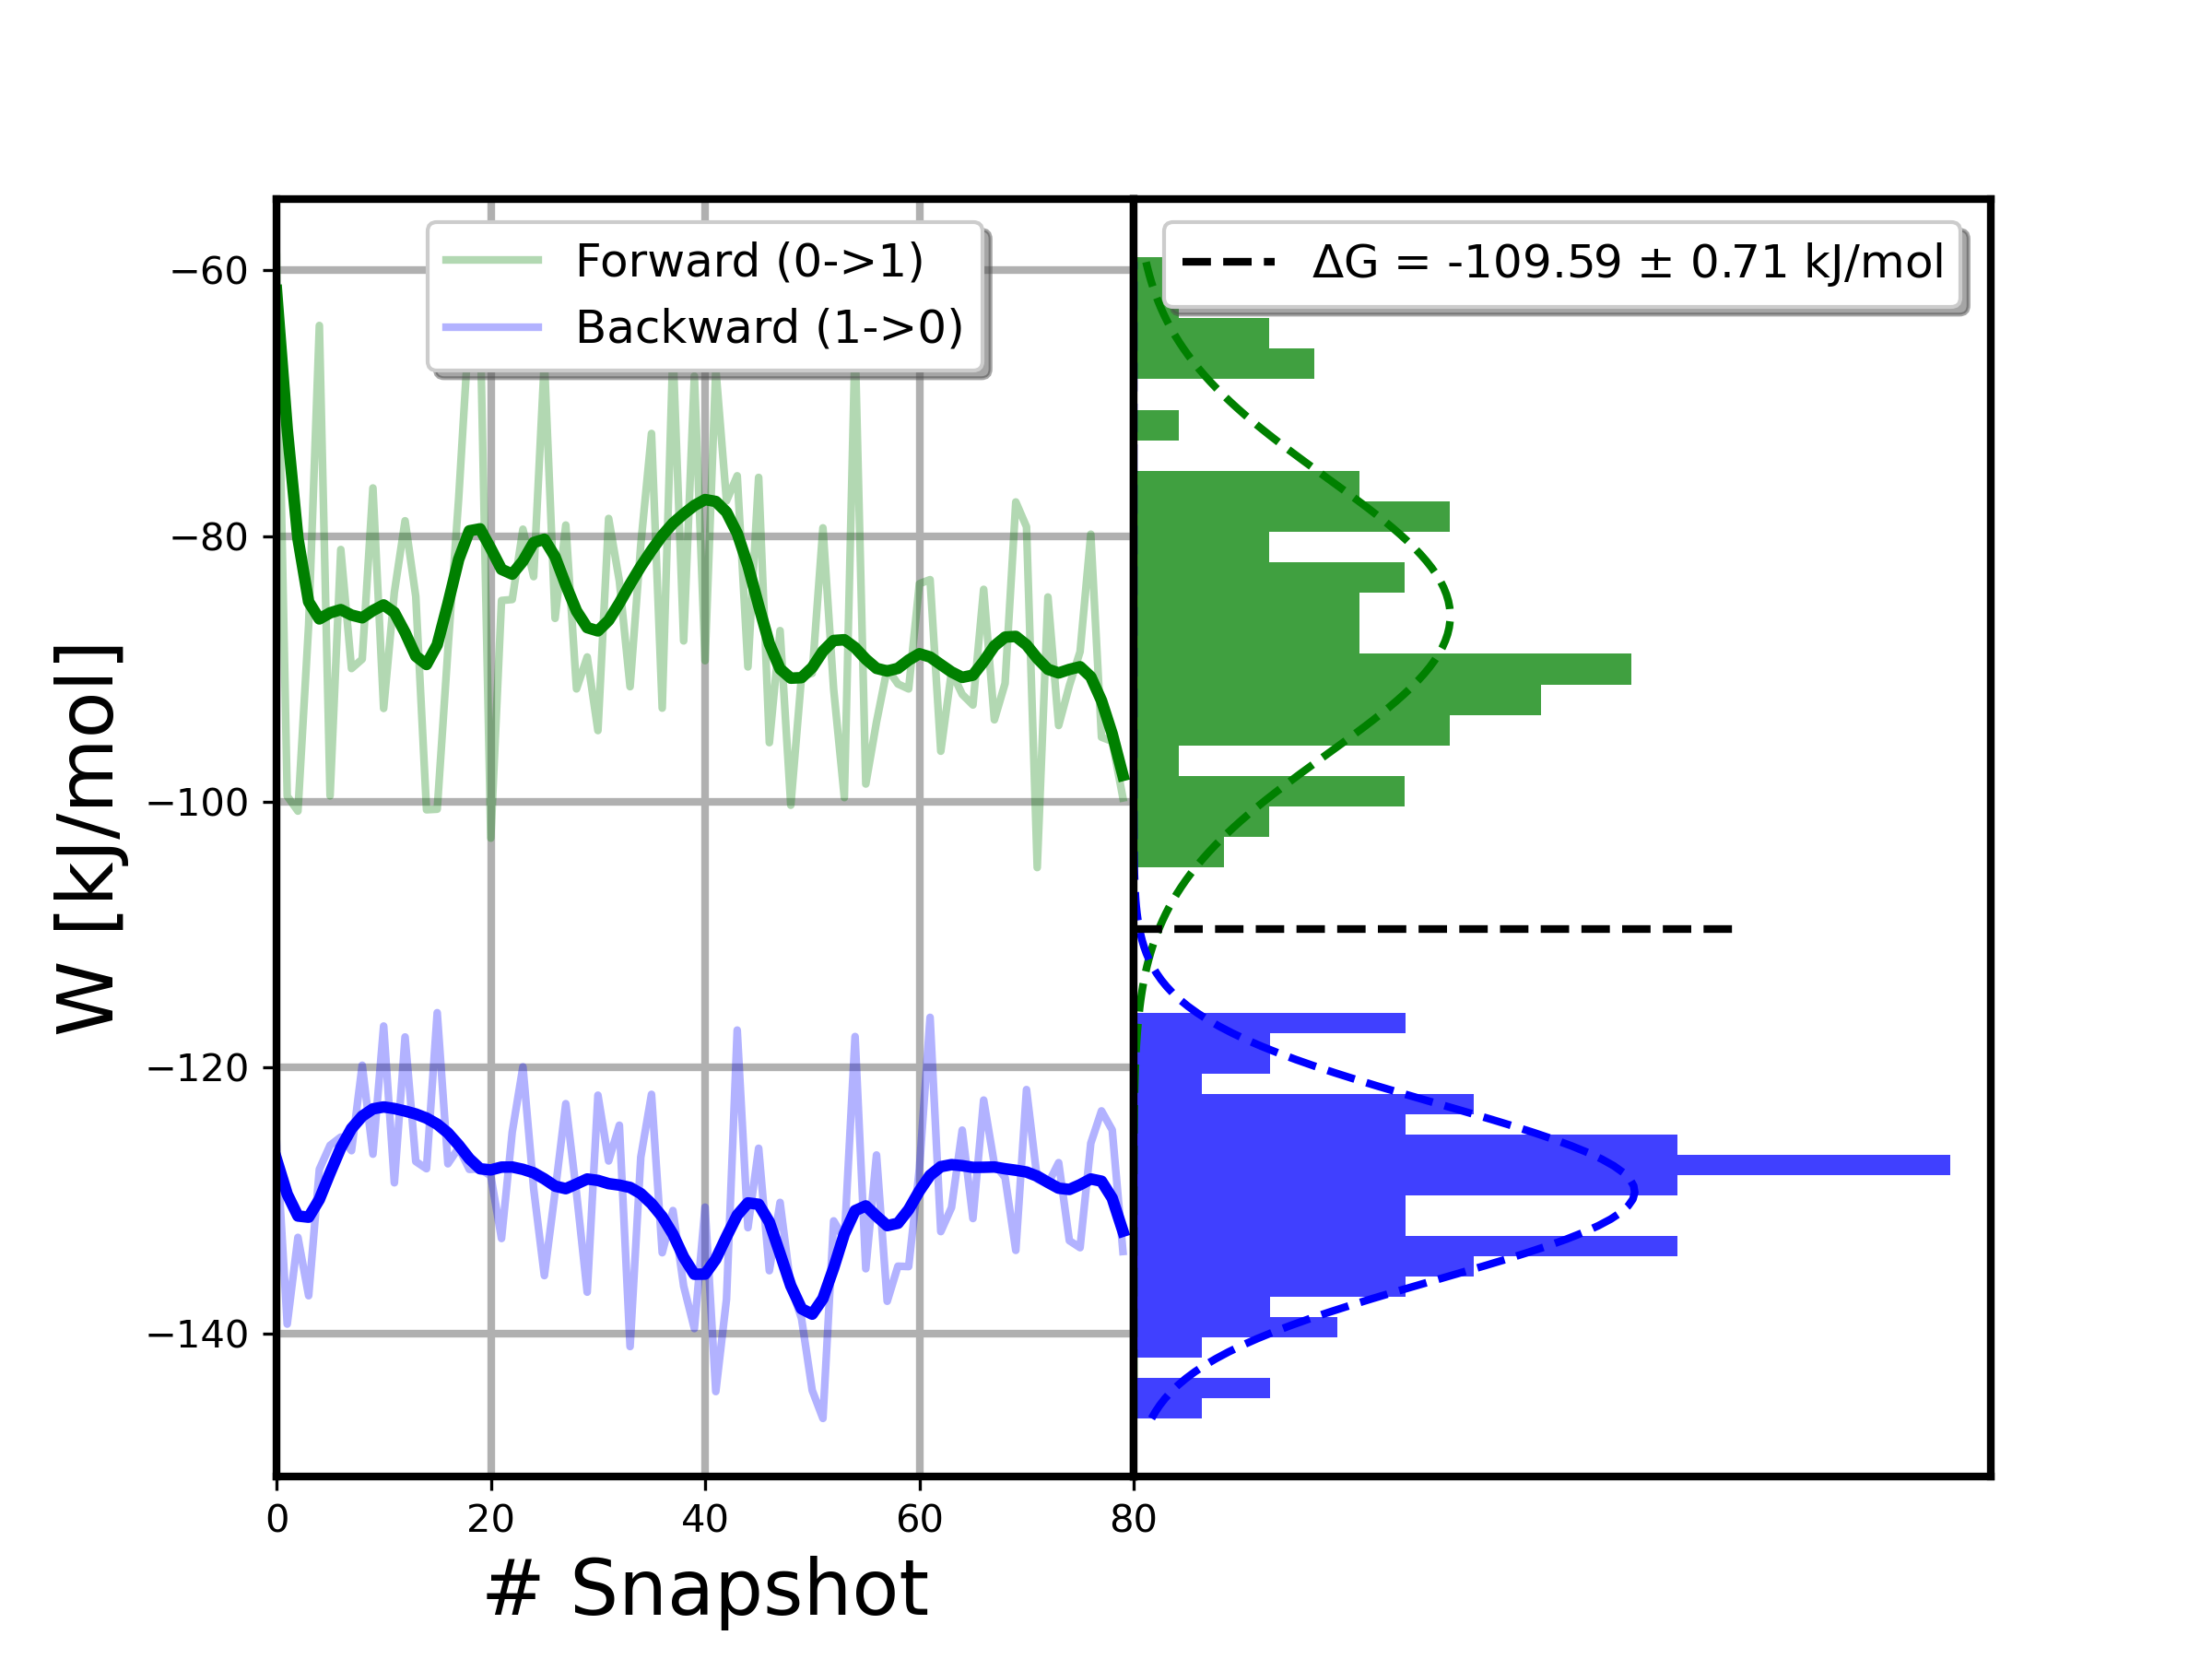 Forward (0->1)
Backward (1->0)
ΔG = -109.59 ± 0.71 kJ/mol
−60
−80
−100
−120
−140
W [kJ/mol]
0 20 40 60 80
# Snapshot